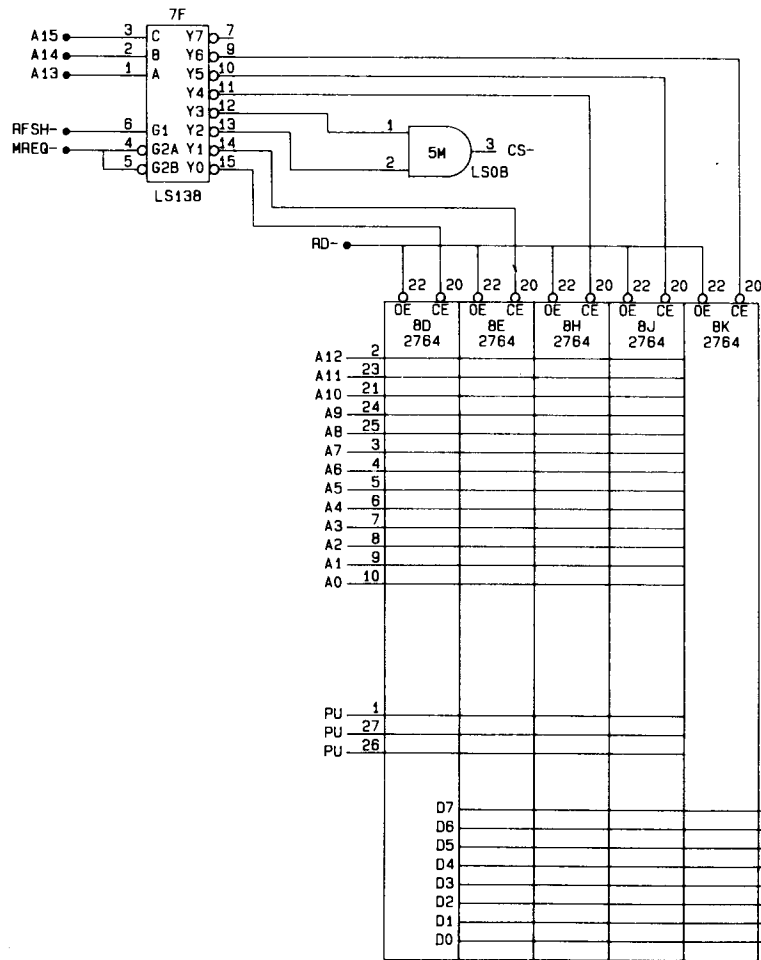 7F
A15 3 C Y7 7
A14 2 B Y6 9
A13 1 A Y5 10
Y4 11
Y3 12
RFSH- 6 G1 Y2 13
MREQ- 4 G2A Y1 14
5 G2B Y0 15
LS138
1
2
5M
3 CS-
LS08
RD-
22 20 22 20 22 20 22 20 22 20
OE CE OE CE OE CE OE CE OE CE
8D 8E 8H 8J 8K
2764 2764 2764 2764 2764
A12 2
A11 23
A10 21
A9 24
A8 25
A7 3
A6 4
A5 5
A4 6
A3 7
A2 8
A1 9
A0 10
PU 1
PU 27
PU 26
D7
D6
D5
D4
D3
D2
D1
D0